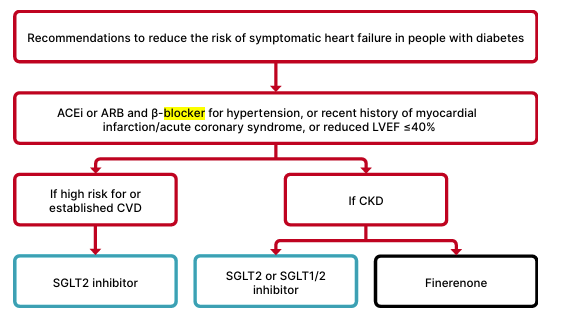 Recommendations to reduce the risk of symptomatic heart failure in people with diabetes
ACEi or ARB and β-blocker for hypertension, or recent history of myocardial
infarction/acute coronary syndrome, or reduced LVEF ≤40%
If high risk for or
established CVD
If CKD
SGLT2 inhibitor
SGLT2 or SGLT1/2
inhibitor
Finerenone